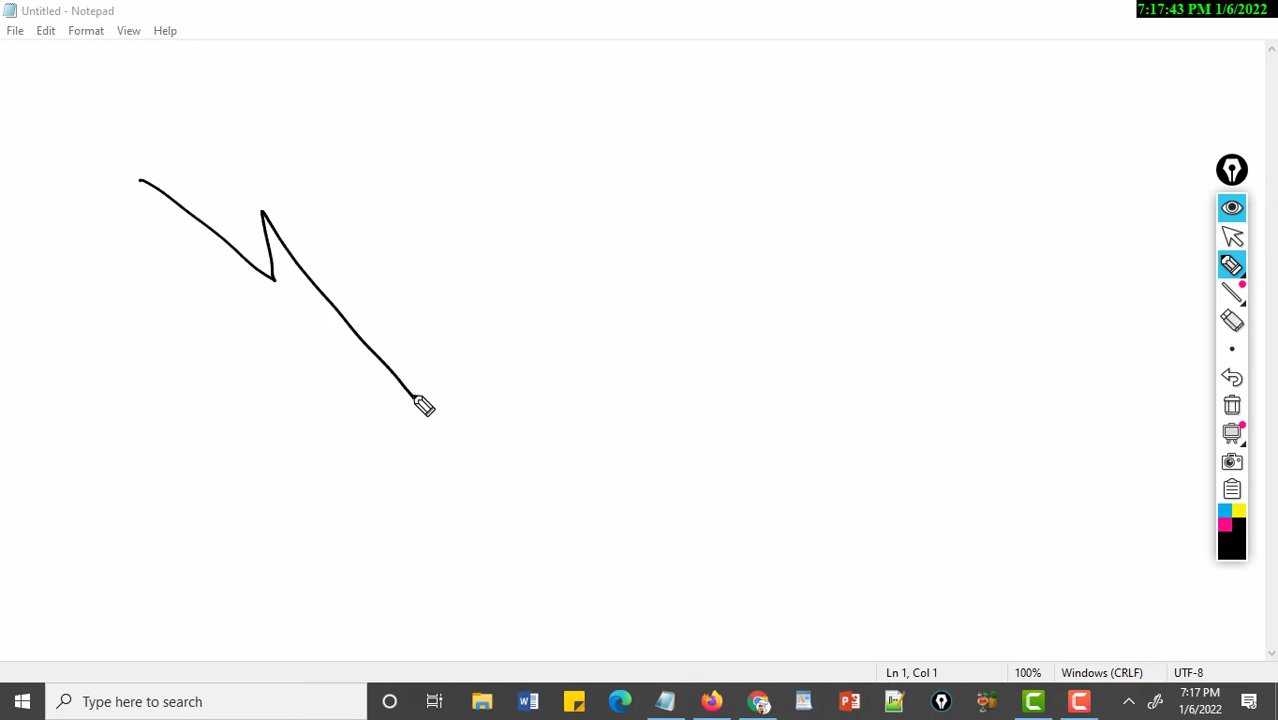 Untitled - Notepad
7:17:43 PM 1/6/2022
File Edit Format View Help
Ln 1, Col 1 100% Windows (CRLF) UTF-8
Type here to search
7:17 PM
1/6/2022